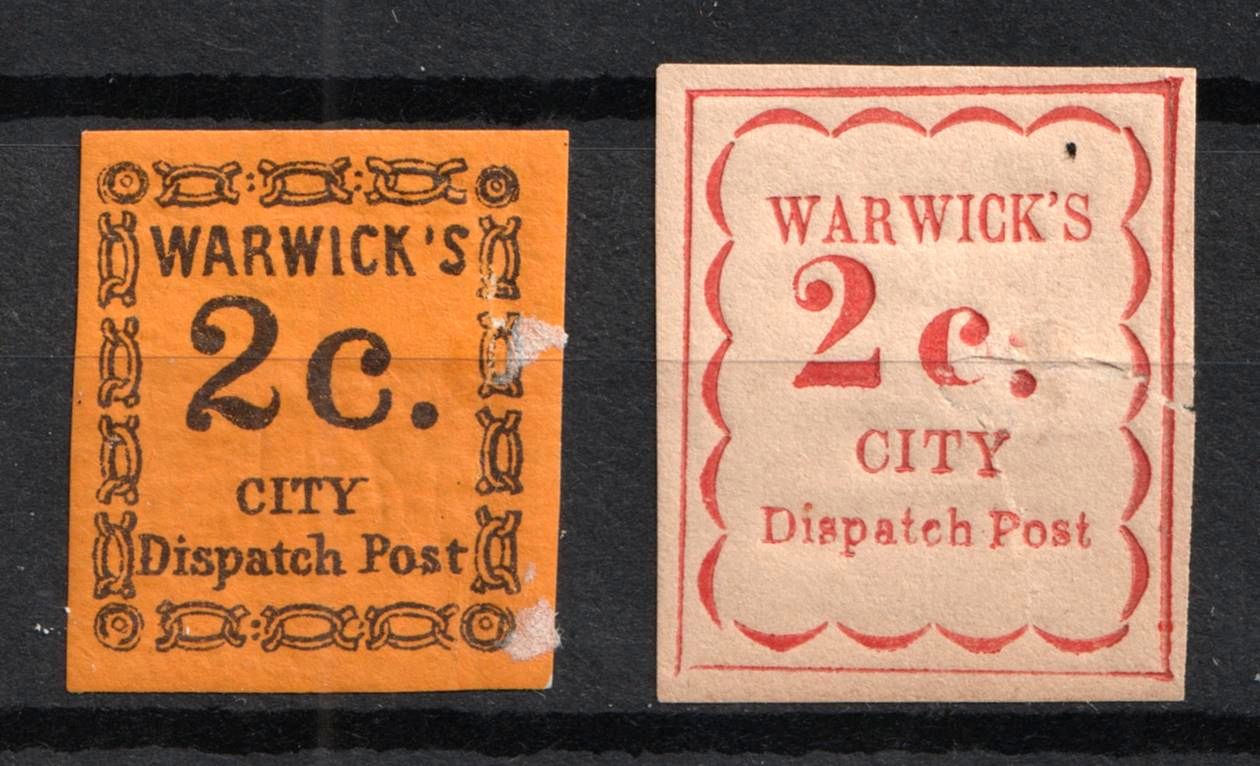 WARWICK'S
2c.
CITY
Dispatch Post
WARWICK'S
2c.
CITY
Dispatch Post